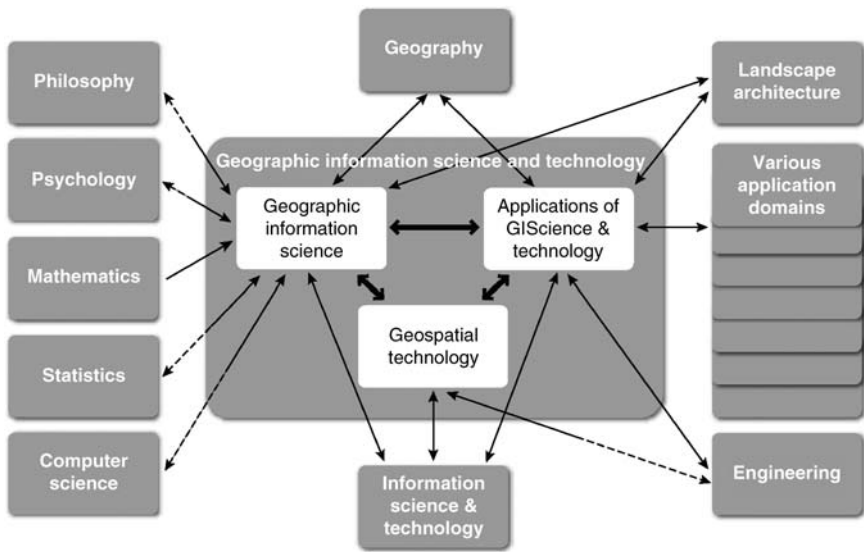 Geography
Philosophy
Landscape
architecture
Geographic information science and technology
Psychology
Various
application
domains
Geographic
information
science
Applications of
GIScience &
technology
Mathematics
Geospatial
technology
Statistics
Computer
science
Information
science &
technology
Engineering